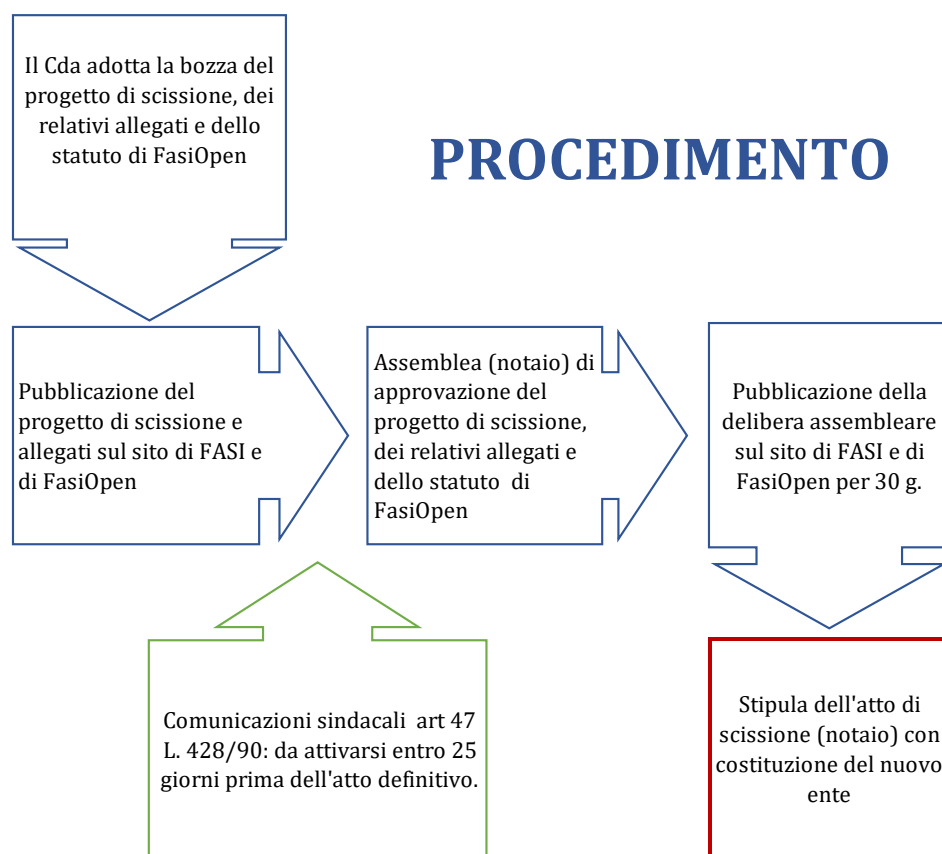 Il Cda adotta la bozza del
progetto di scissione, dei
relativi allegati e dello
statuto di FasiOpen
PROCEDIMENTO
Pubblicazione del
progetto di scissione e
allegati sul sito di FASI e
di FasiOpen
Assemblea (notaio) di
approvazione del
progetto di scissione,
dei relativi allegati e
dello statuto di
FasiOpen
Pubblicazione della
delibera assembleare
sul sito di FASI e di
FasiOpen per 30 g.
Comunicazioni sindacali art 47
L. 428/90: da attivarsi entro 25
giorni prima dell'atto definitivo.
Stipula dell'atto di
scissione (notaio) con
costituzione del nuovo
ente